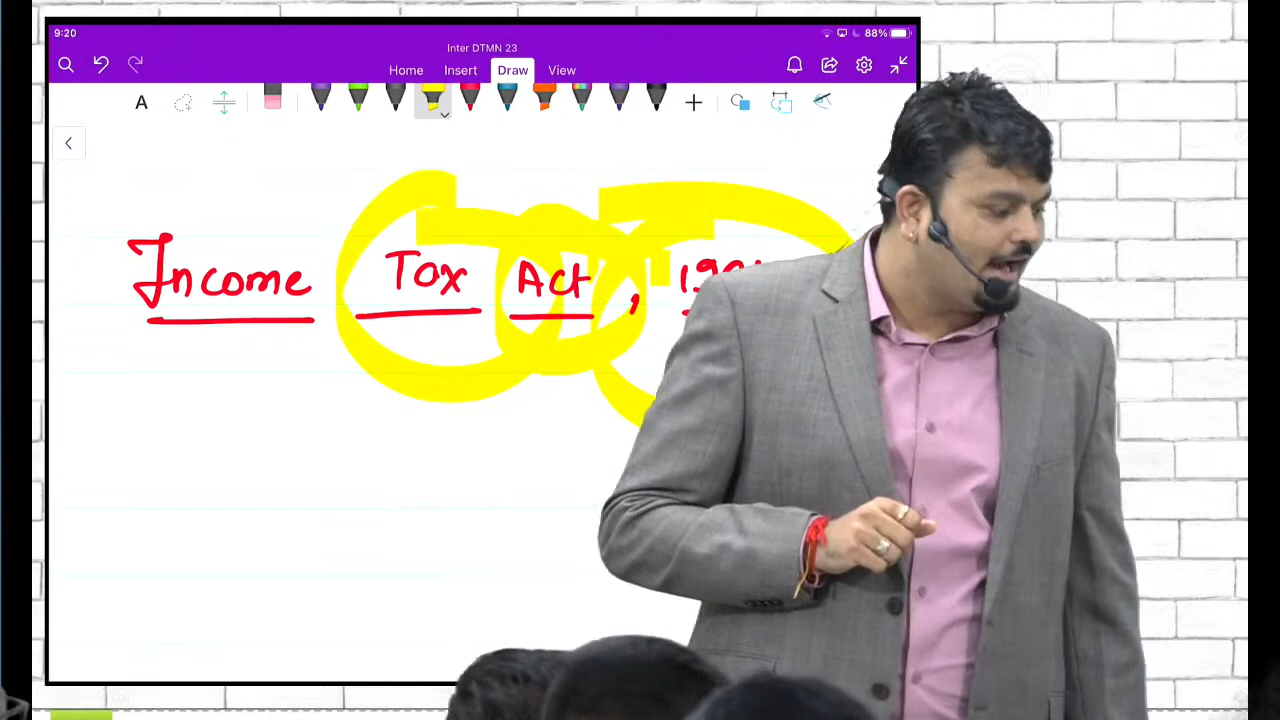 9:20
88%
Inter DTMN 23
Home Insert Draw View
A
Income Tax Act,